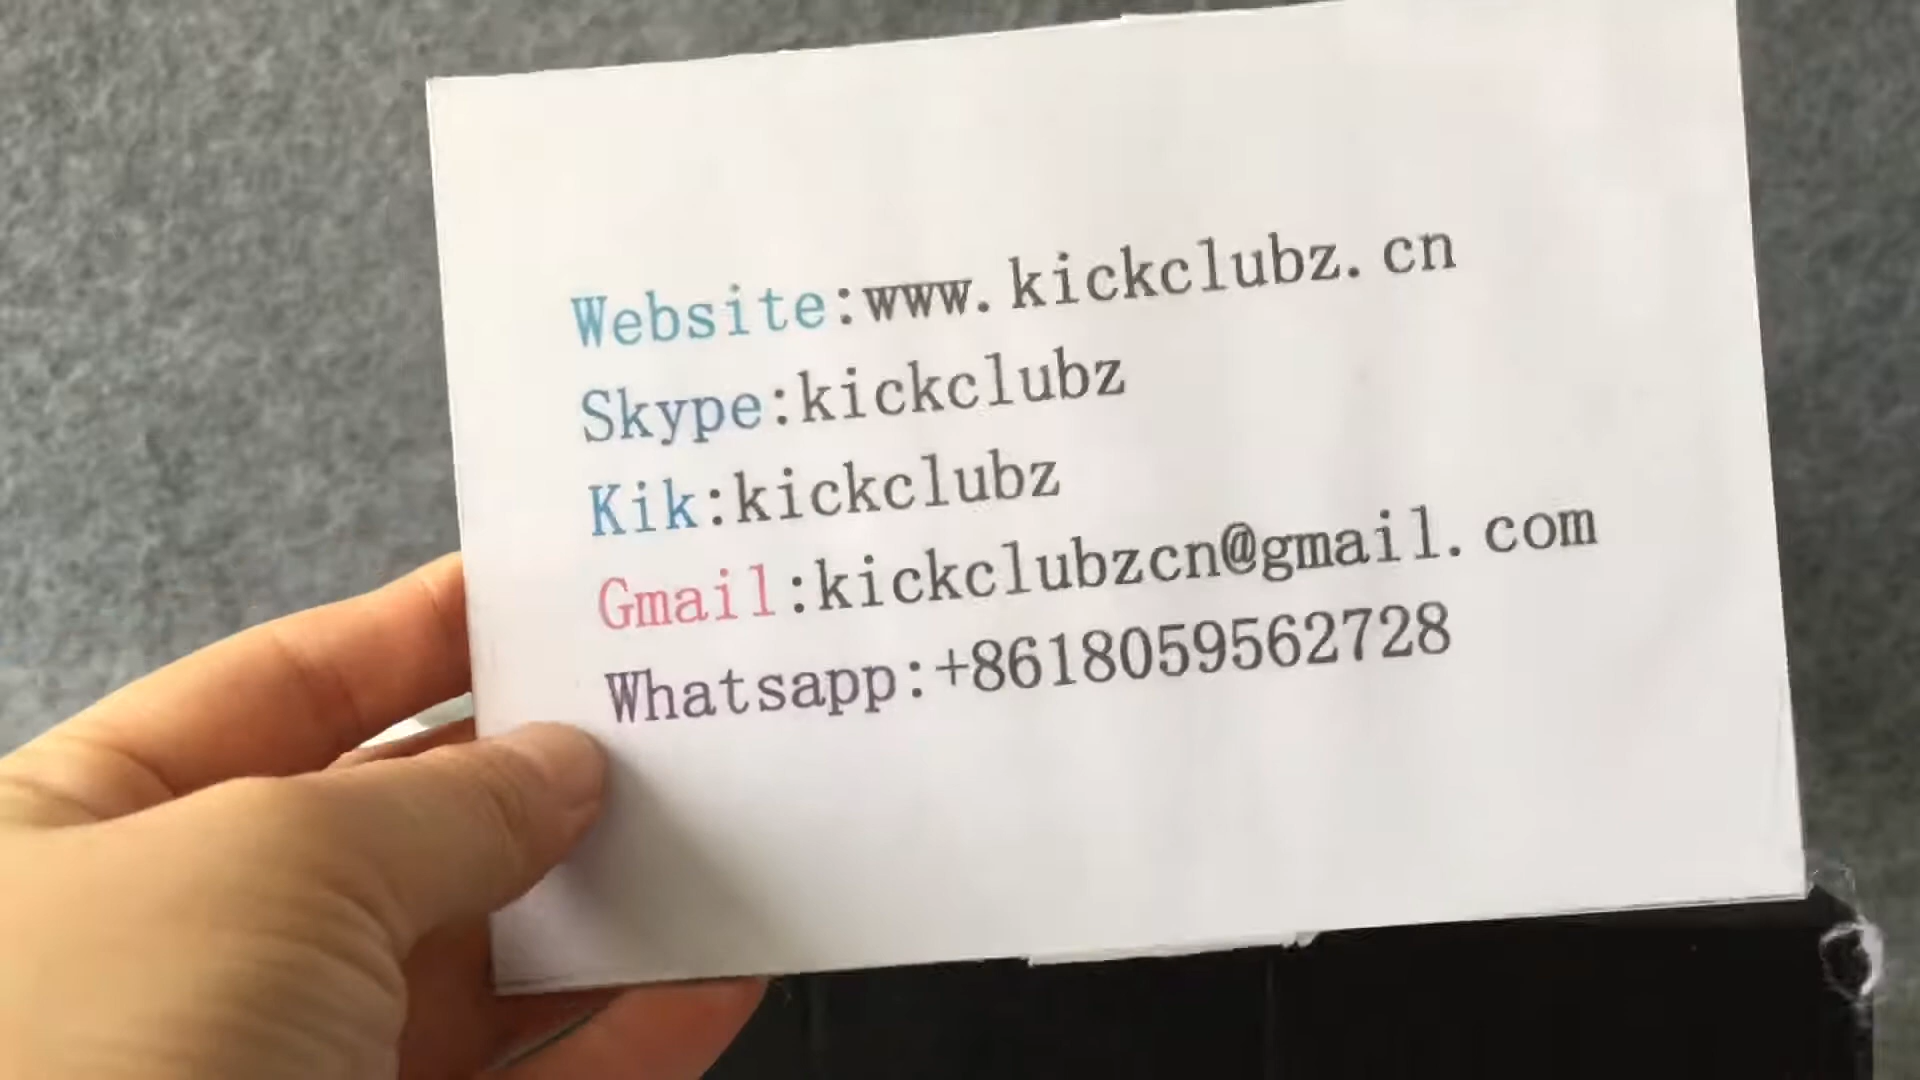 Website:www.kickclubz.cn
Skype:kickclubz
Kik:kickclubz
Gmail:kickclubzcn@gmail.com
Whatsapp:+8618059562728